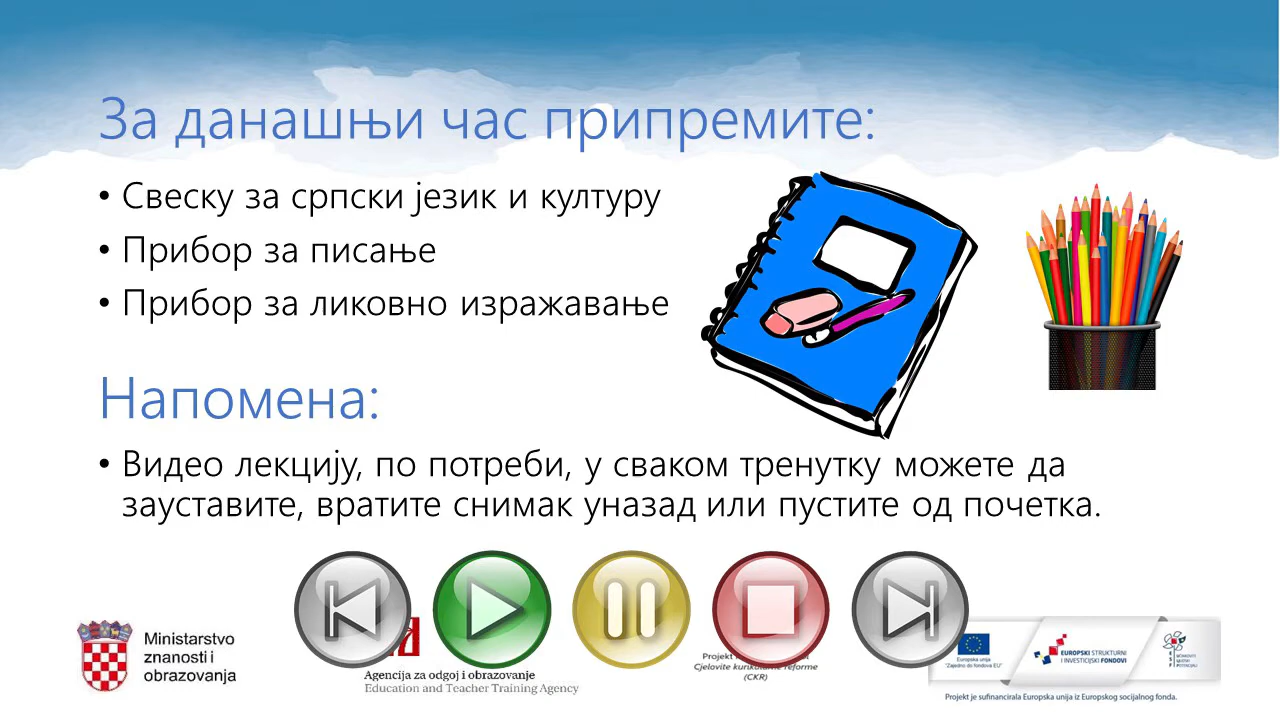 За данашњи час припремите:
• Свеску за српски језик и културу
• Прибор за писање
• Прибор за ликовно изражавање
Напомена:
• Видео лекцију, по потреби, у сваком тренутку можете да
зауставите, вратите снимак уназад или пустите од почетка.
Ministarstvo
znanosti i
obrazovanja
Agencija za odgoj i obrazovanje
Education and Teacher Training Agency
Cjelovite kurikularne reforme
(CKR)
Europska unija
"Zajedno do fondova EU"
EUROPSKI STRUKTURNI
I INVESTICIJSKI FONDOVI
Projekt je sufinancirala Europska unija iz Europskog socijalnog fonda.